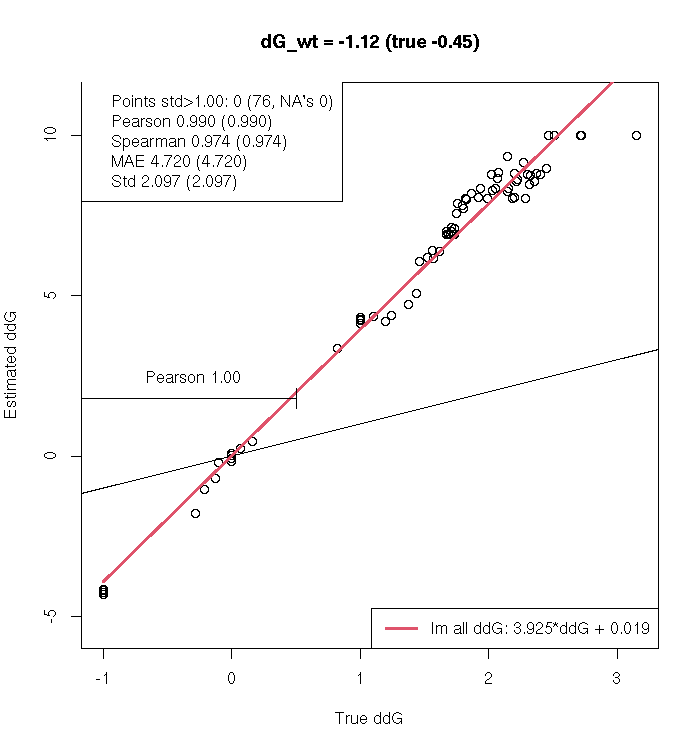 dG_wt = -1.12 (true -0.45)
Points std>1.00: 0 (76, NA's 0)
Pearson 0.990 (0.990)
Spearman 0.974 (0.974)
MAE 4.720 (4.720)
Std 2.097 (2.097)
10
5
0
-5
Estimated ddG
Pearson 1.00
lm all ddG: 3.925*ddG + 0.019
-1 0 1 2 3
True ddG